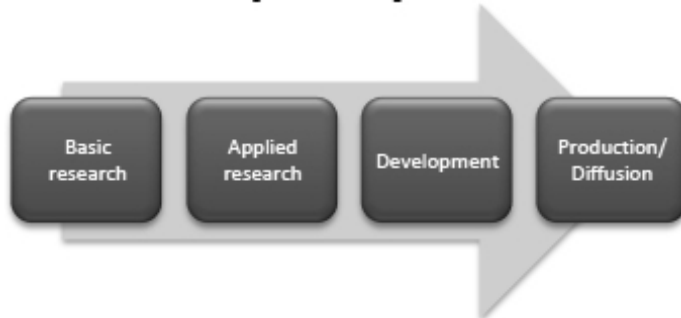 Basic
research
Applied
research
Development
Production/
Diffusion